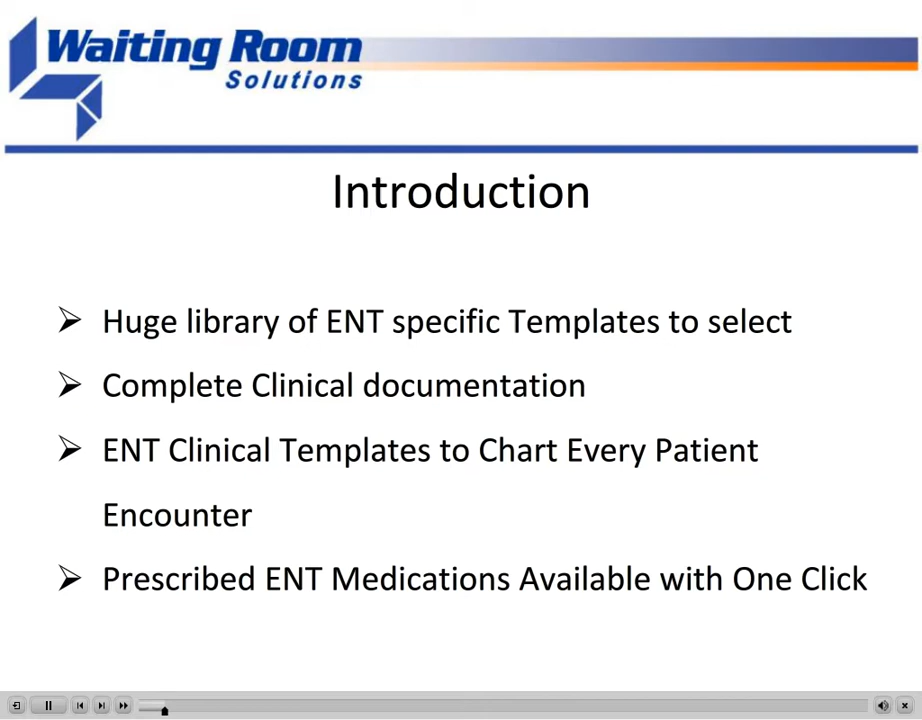 Waiting Room
Solutions
Introduction
Huge library of ENT specific Templates to select
Complete Clinical documentation
ENT Clinical Templates to Chart Every Patient
Encounter
Prescribed ENT Medications Available with One Click